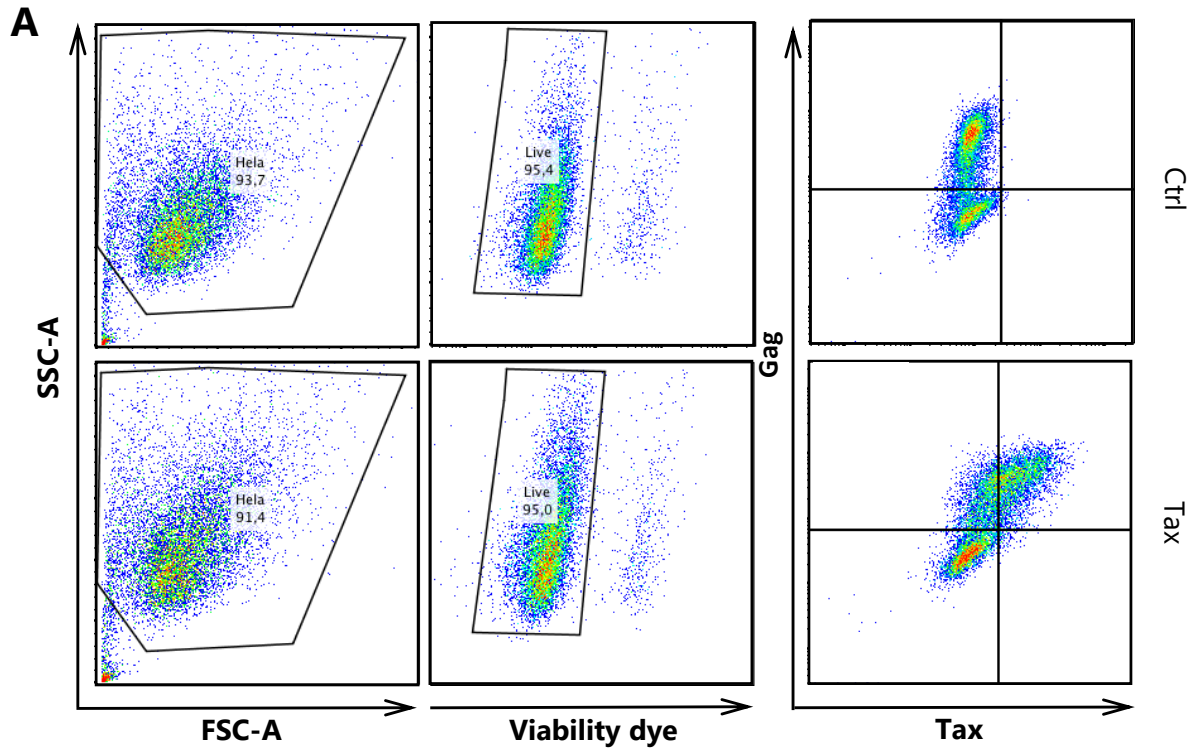 A
Hela
93,7
Live
95,4
Ctrl
SSC-A
Gag
Hela
91,4
Live
95,0
Tax
FSC-A
Viability dye
Tax